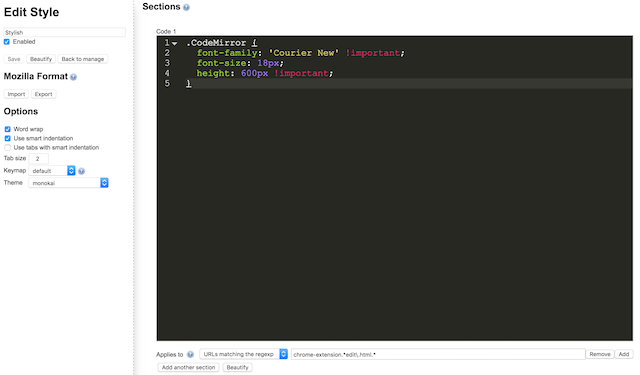 Edit Style
Stylish
Enabled
Save Beautify Back to manage
Mozilla Format
Import Export
Options
Word wrap
Use smart indentation
Use tabs with smart indentation
Tab size 2
Keymap default
Theme monokai
Sections
Code 1
1 .CodeMirror {
2 font-family: 'Courier New' !important;
3 font-size: 18px;
4 height: 600px !important;
5 }
Applies to URLs matching the regexp chrome-extension.*edit\.html.* Remove Add
Add another section Beautify